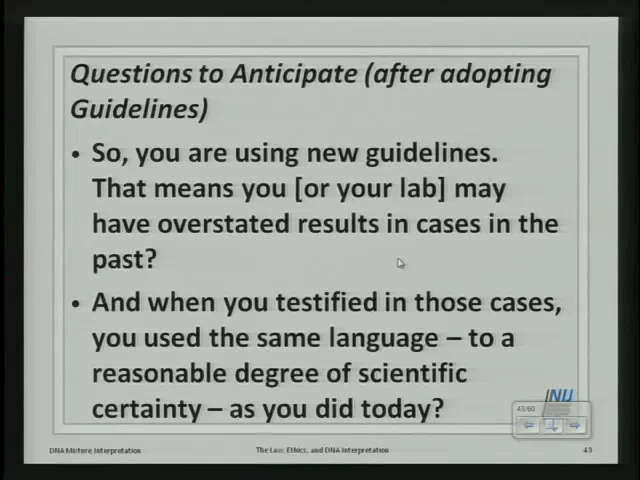 Questions to Anticipate (after adopting
Guidelines)
• So, you are using new guidelines.
That means you [or your lab] may
have overstated results in cases in the
past?
• And when you testified in those cases,
you used the same language – to a
reasonable degree of scientific
certainty – as you did today?
NIJ
43/60
DNA Mixture Interpretation
The Law, Ethics, and DNA Interpretation
43